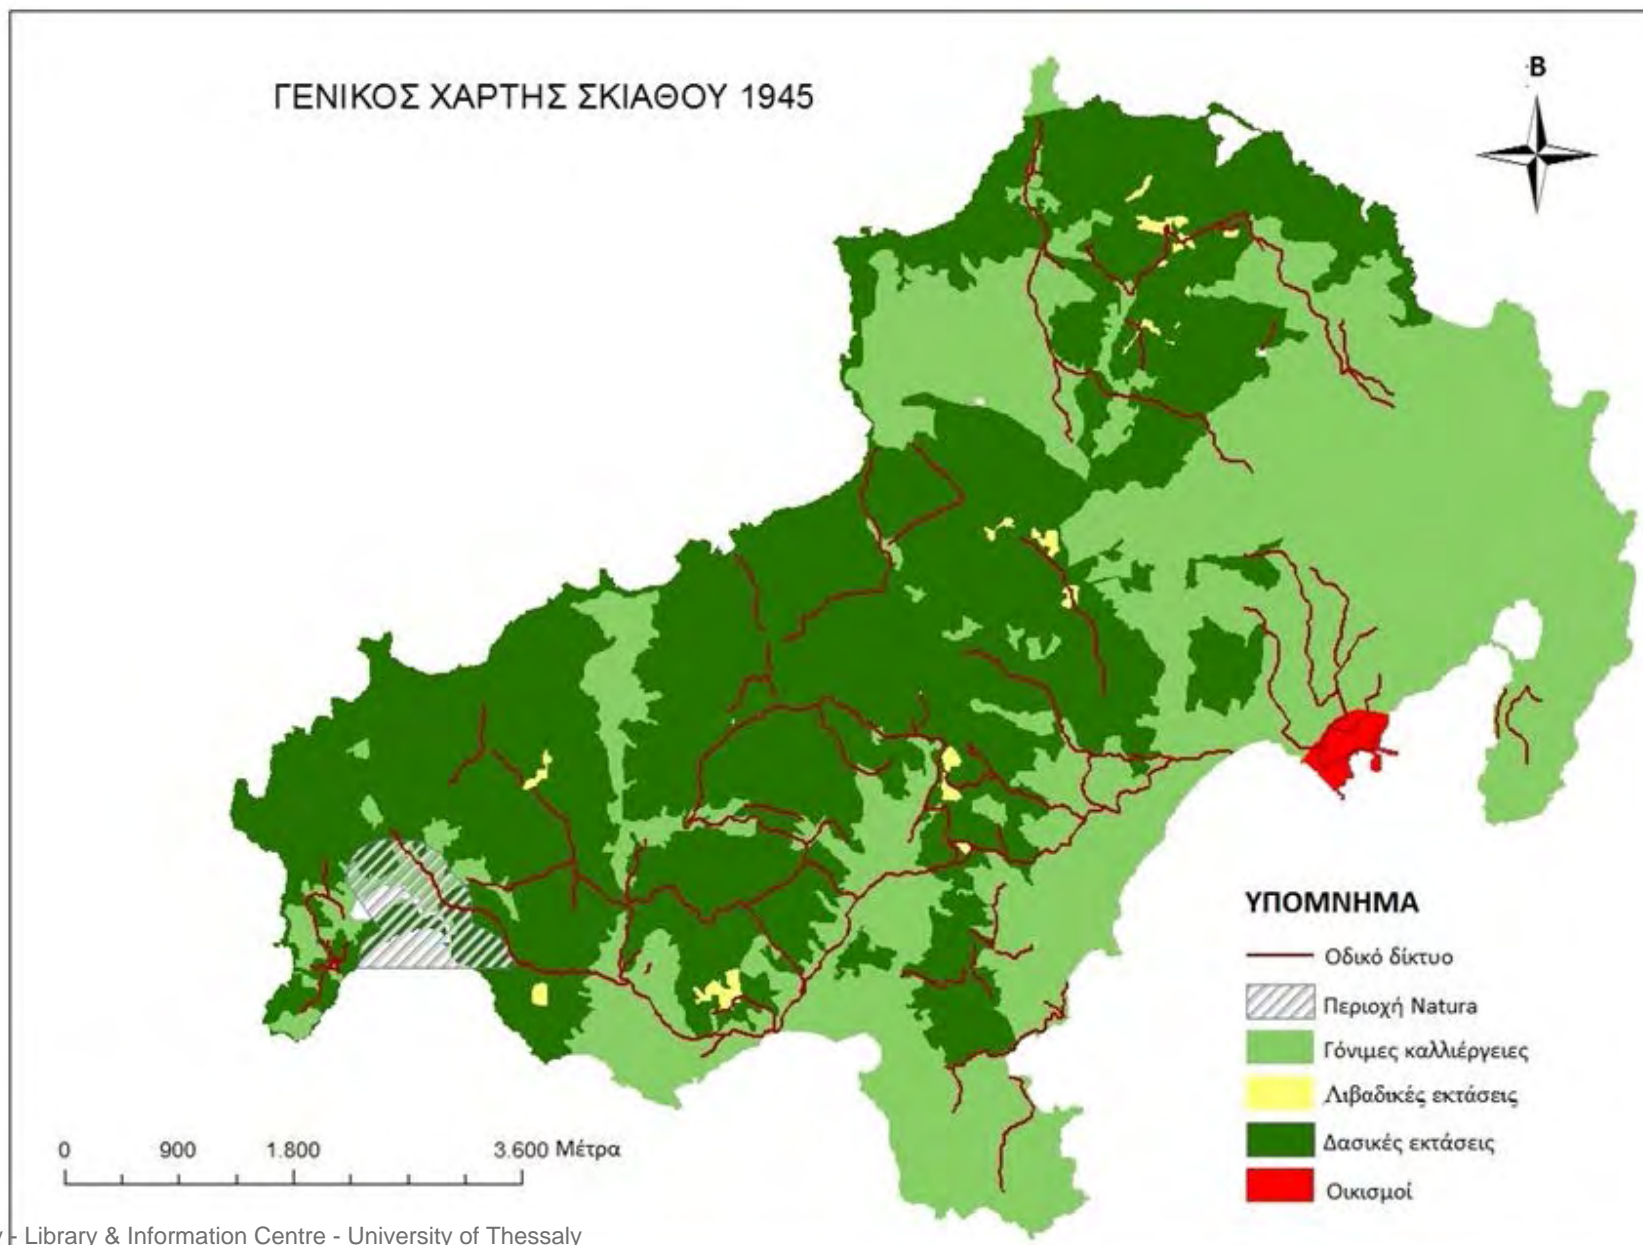 ΓΕΝΙΚΟΣ ΧΑΡΤΗΣ ΣΚΙΑΘΟΥ 1945
Β
ΥΠΟΜΝΗΜΑ
Οδικό δίκτυο
Περιοχή Natura
Γόνιμες καλλιέργειες
Λιβαδικές εκτάσεις
Δασικές εκτάσεις
Οικισμοί
0 900 1.800 3.600 Μέτρα
- Library & Information Centre - University of Thessaly